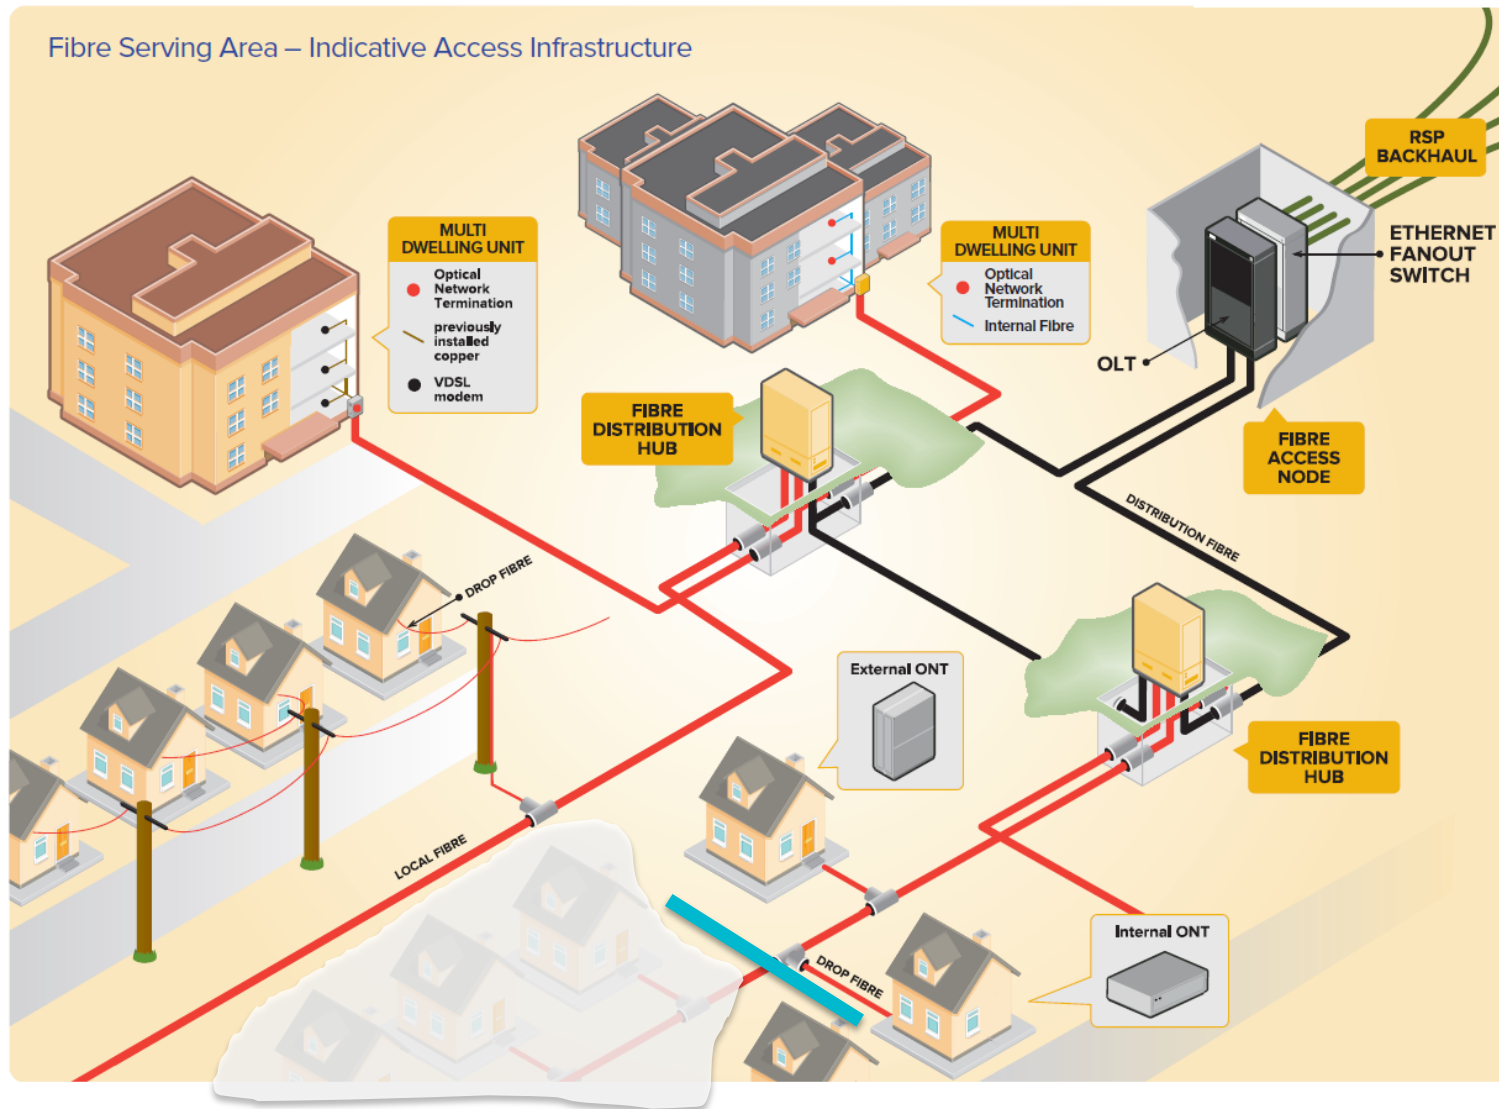 Fibre Serving Area – Indicative Access Infrastructure
RSP
BACKHAUL
MULTI
DWELLING UNIT
Optical
Network
Termination
previously
installed
copper
VDSL
modem
MULTI
DWELLING UNIT
Optical
Network
Termination
Internal Fibre
ETHERNET
FANOUT
SWITCH
OLT
FIBRE
DISTRIBUTION
HUB
FIBRE
ACCESS
NODE
DISTRIBUTION FIBRE
DROP FIBRE
External ONT
FIBRE
DISTRIBUTION
HUB
LOCAL FIBRE
Internal ONT
DROP FIBRE